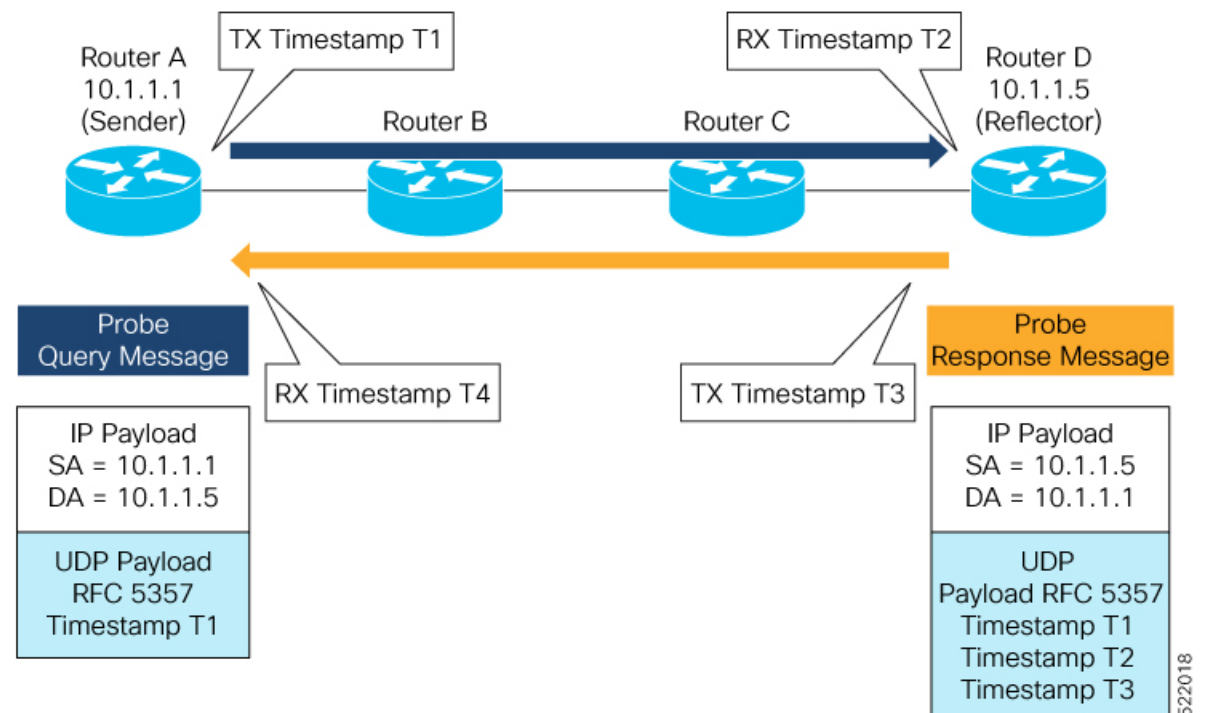 TX Timestamp T1
RX Timestamp T2
Router A
10.1.1.1
(Sender)
Router B
Router C
Router D
10.1.1.5
(Reflector)
Probe
Query Message
RX Timestamp T4
TX Timestamp T3
Probe
Response Message
IP Payload
SA = 10.1.1.1
DA = 10.1.1.5
UDP Payload
RFC 5357
Timestamp T1
IP Payload
SA = 10.1.1.5
DA = 10.1.1.1
UDP
Payload RFC 5357
Timestamp T1
Timestamp T2
Timestamp T3
522018